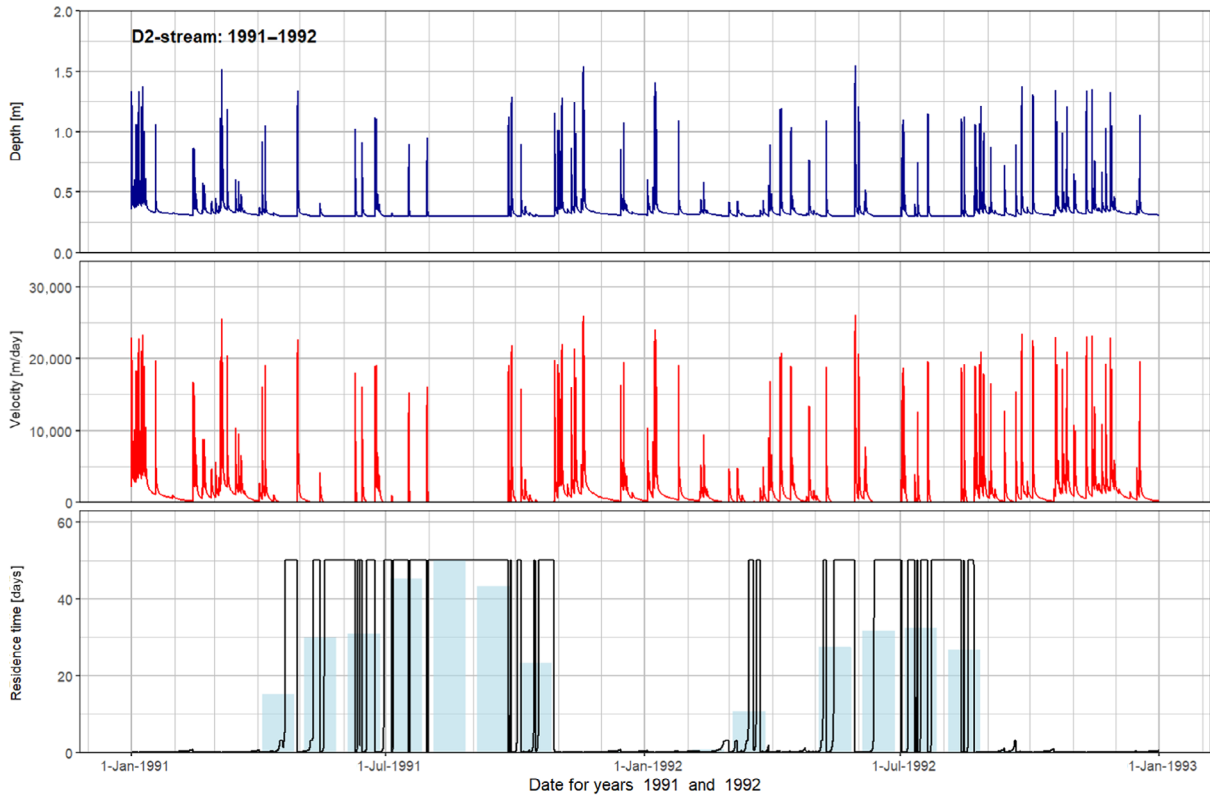 2.0
D2-stream: 1991–1992
1.5
Depth [m]
1.0
0.5
0.0
30,000
Velocity [m/day]
20,000
10,000
0
60
Residence time [days]
40
20
0
1-Jan-1991 1-Jul-1991 1-Jan-1992 1-Jul-1992 1-Jan-1993
Date for years 1991 and 1992